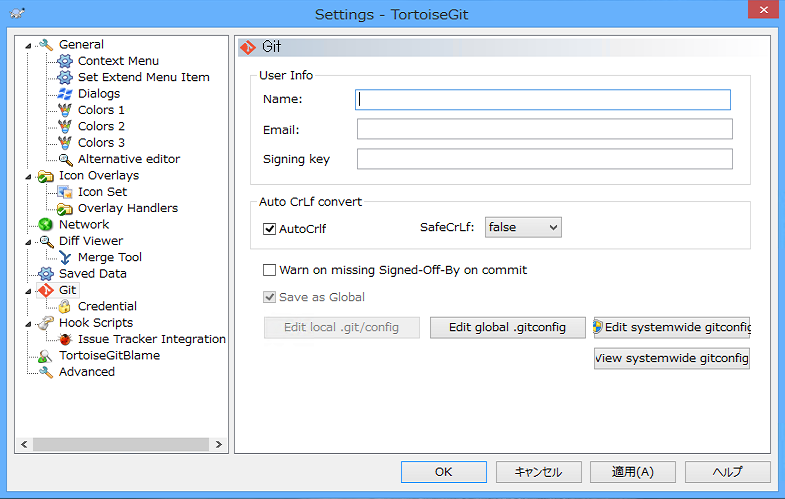 Settings - TortoiseGit
General
Context Menu
Set Extend Menu Item
Dialogs
Colors 1
Colors 2
Colors 3
Alternative editor
Icon Overlays
Icon Set
Overlay Handlers
Network
Diff Viewer
Merge Tool
Saved Data
Git
Credential
Hook Scripts
Issue Tracker Integration
TortoiseGitBlame
Advanced
Git
User Info
Name:
Email:
Signing key
Auto CrLf convert
AutoCrlf
SafeCrLf:
false
Warn on missing Signed-Off-By on commit
Save as Global
Edit local .git/config
Edit global .gitconfig
Edit systemwide gitconfig
View systemwide gitconfig
OK
キャンセル
適用(A)
ヘルプ